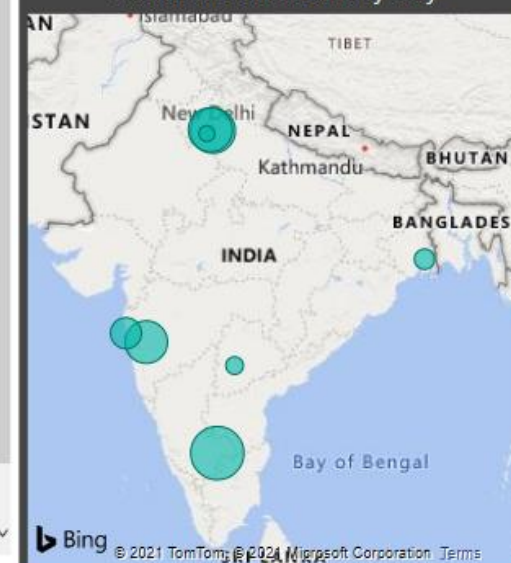 AN
Islamabad
TIBET
STAN
New Delhi
NEPAL
Kathmandu
BHUTAN
BANGLADES
INDIA
Bay of Bengal
Bing
© 2021 TomTom, © 2021 Microsoft Corporation Terms